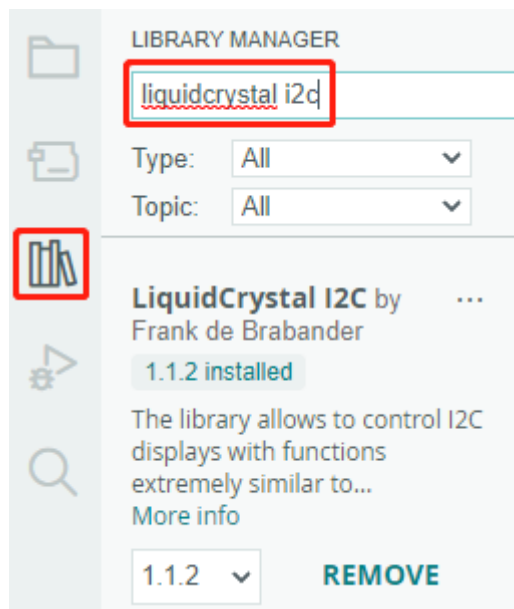 LIBRARY MANAGER
liquidcrystal i2c
Type: All
Topic: All
LiquidCrystal I2C by ...
Frank de Brabander
1.1.2 installed
The library allows to control I2C
displays with functions
extremely similar to...
More info
1.1.2 REMOVE